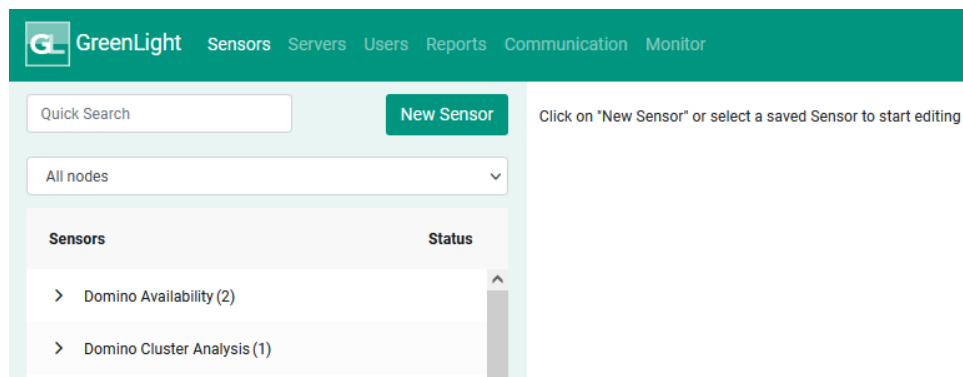 GL GreenLight Sensors Servers Users Reports Communication Monitor
Quick Search New Sensor Click on "New Sensor" or select a saved Sensor to start editing
All nodes
Sensors Status
Domino Availability (2)
Domino Cluster Analysis (1)